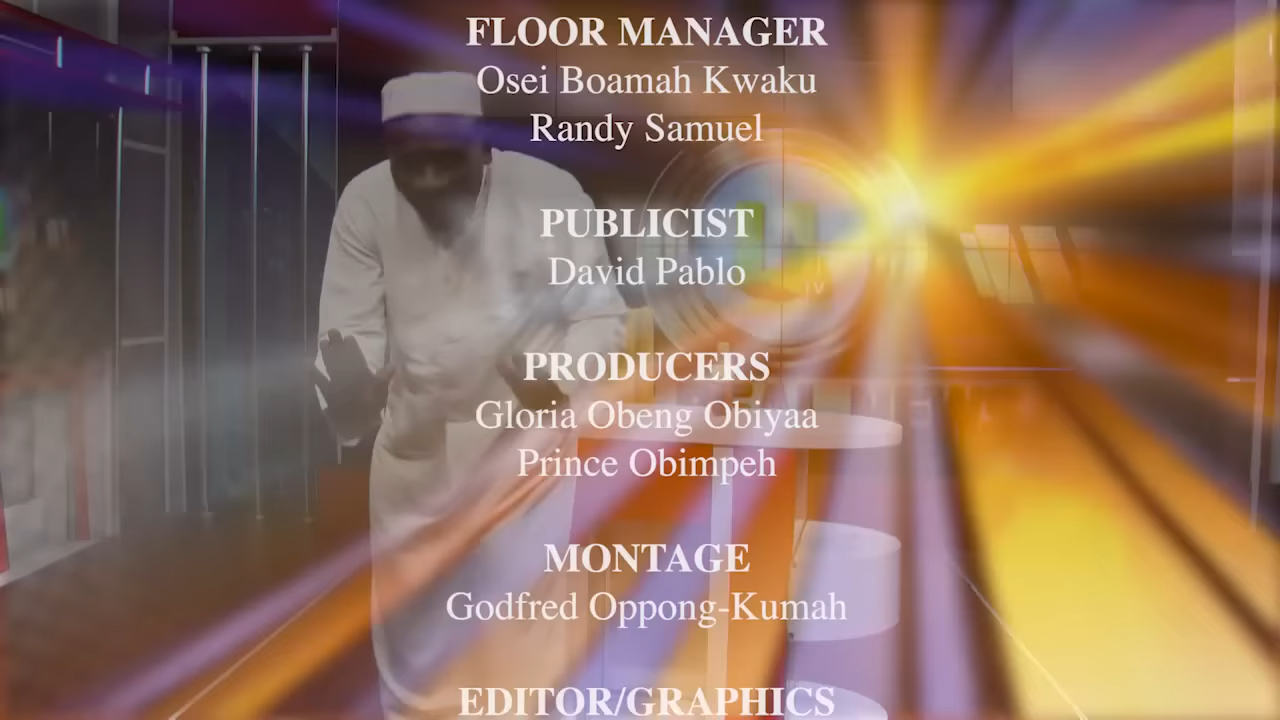 FLOOR MANAGER
Osei Boamah Kwaku
Randy Samuel
PUBLICIST
David Pablo
PRODUCERS
Gloria Obeng Obiyaa
Prince Obimpeh
MONTAGE
Godfred Oppong-Kumah
EDITOR/GRAPHICS